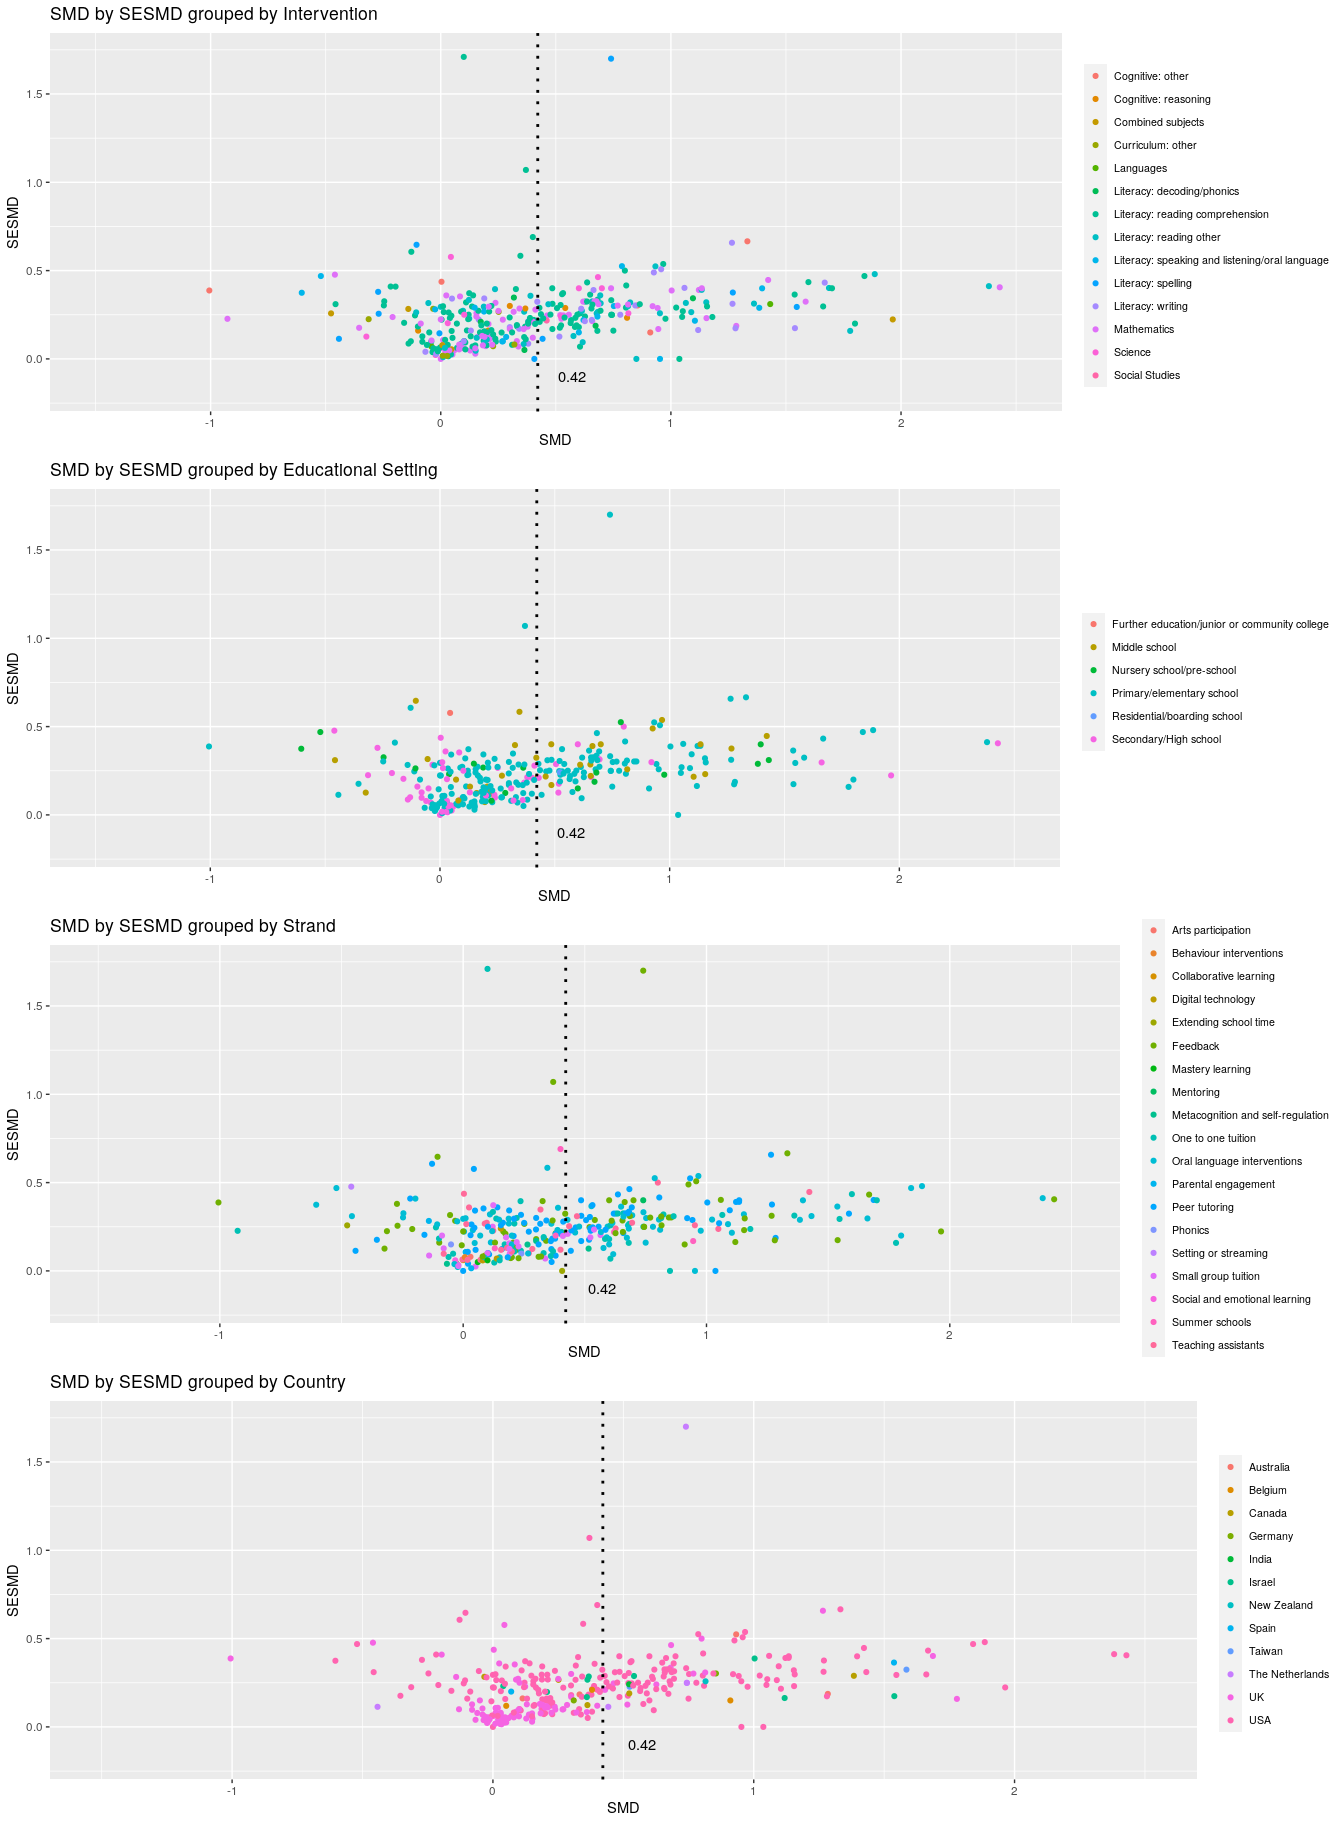 SMD by SESMD grouped by Intervention
SESMD
1.5
1.0
0.5
0.0
0.42
-1
0
1
2
SMD
Cognitive: other
Cognitive: reasoning
Combined subjects
Curriculum: other
Languages
Literacy: decoding/phonics
Literacy: reading comprehension
Literacy: reading other
Literacy: speaking and listening/oral language
Literacy: spelling
Literacy: writing
Mathematics
Science
Social Studies
SMD by SESMD grouped by Educational Setting
SESMD
1.5
1.0
0.5
0.0
0.42
-1
0
1
2
SMD
Further education/junior or community college
Middle school
Nursery school/pre-school
Primary/elementary school
Residential/boarding school
Secondary/High school
SMD by SESMD grouped by Strand
SESMD
1.5
1.0
0.5
0.0
0.42
-1
0
1
2
SMD
Arts participation
Behaviour interventions
Collaborative learning
Digital technology
Extending school time
Feedback
Mastery learning
Mentoring
Metacognition and self-regulation
One to one tuition
Oral language interventions
Parental engagement
Peer tutoring
Phonics
Setting or streaming
Small group tuition
Social and emotional learning
Summer schools
Teaching assistants
SMD by SESMD grouped by Country
SESMD
1.5
1.0
0.5
0.0
0.42
-1
0
1
2
SMD
Australia
Belgium
Canada
Germany
India
Israel
New Zealand
Spain
Taiwan
The Netherlands
UK
USA